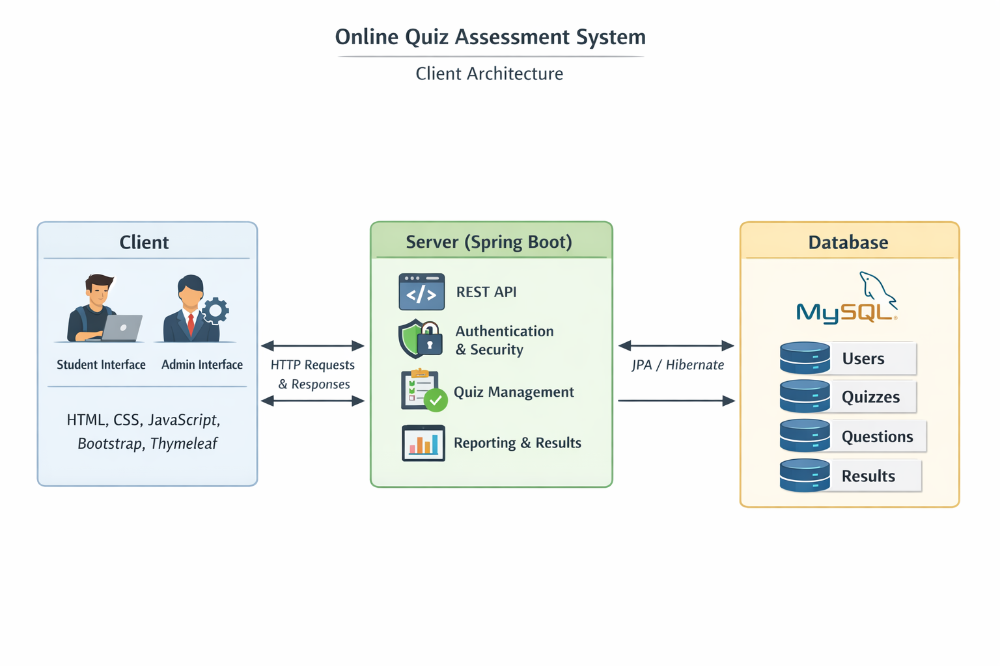 Online Quiz Assessment System
Client Architecture
Client
Student Interface
Admin Interface
HTML, CSS, JavaScript,
Bootstrap, Thymeleaf
HTTP Requests
& Responses
Server (Spring Boot)
</>
REST API
Authentication
& Security
Quiz Management
Reporting & Results
JPA / Hibernate
Database
MySQL®
Users
Quizzes
Questions
Results